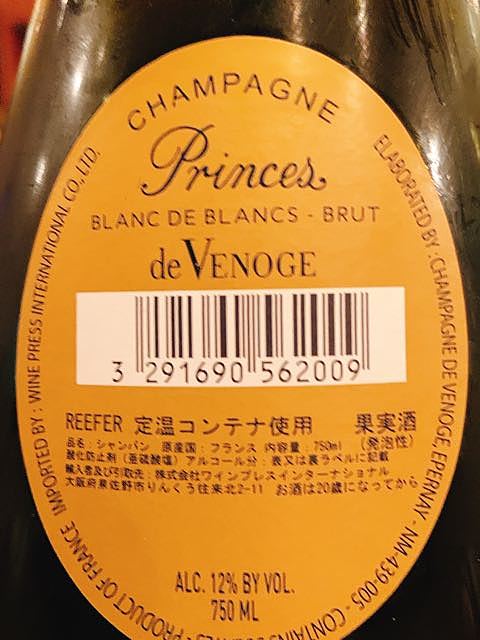 CHAMPAGNE
Princes
BLANC DE BLANCS - BRUT
de VENOGE
3 291690 562009
REEFER 定温コンテナ使用 果実酒
(発泡性)
品名:シャンパン 原産国:フランス 内容量:750ml
酸化防止剤(亜硫酸塩) アルコール分:表又は裏ラベルに記載
輸入者及び引取先:株式会社ワインプレスインターナショナル
大阪府泉佐野市りんくう往来北2-11 お酒は20歳になってから
ALC. 12% BY VOL.
750 ML
ELABORATED BY : CHAMPAGNE DE VENOGE, EPERNAY - NM-439-005 - CONTAINS
PRODUCT OF FRANCE IMPORTED BY : WINE PRESS INTERNATIONAL CO., LTD.